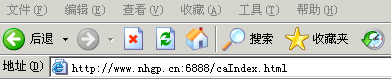 文件(F) 编辑(E) 查看(V) 收藏(A) 工具(T) 帮助(H)
后退 搜索 收藏夹
地址(D) http://www.nhgp.cn:6888/caIndex.html